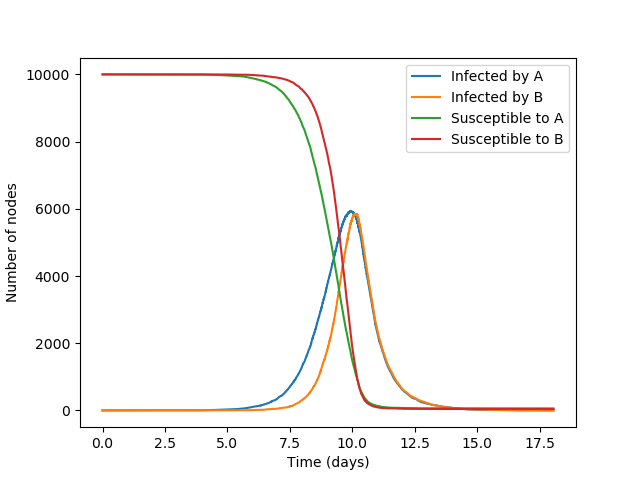 Infected by A
Infected by B
Susceptible to A
Susceptible to B
Number of nodes
10000
8000
6000
4000
2000
0
0.0 2.5 5.0 7.5 10.0 12.5 15.0 17.5
Time (days)